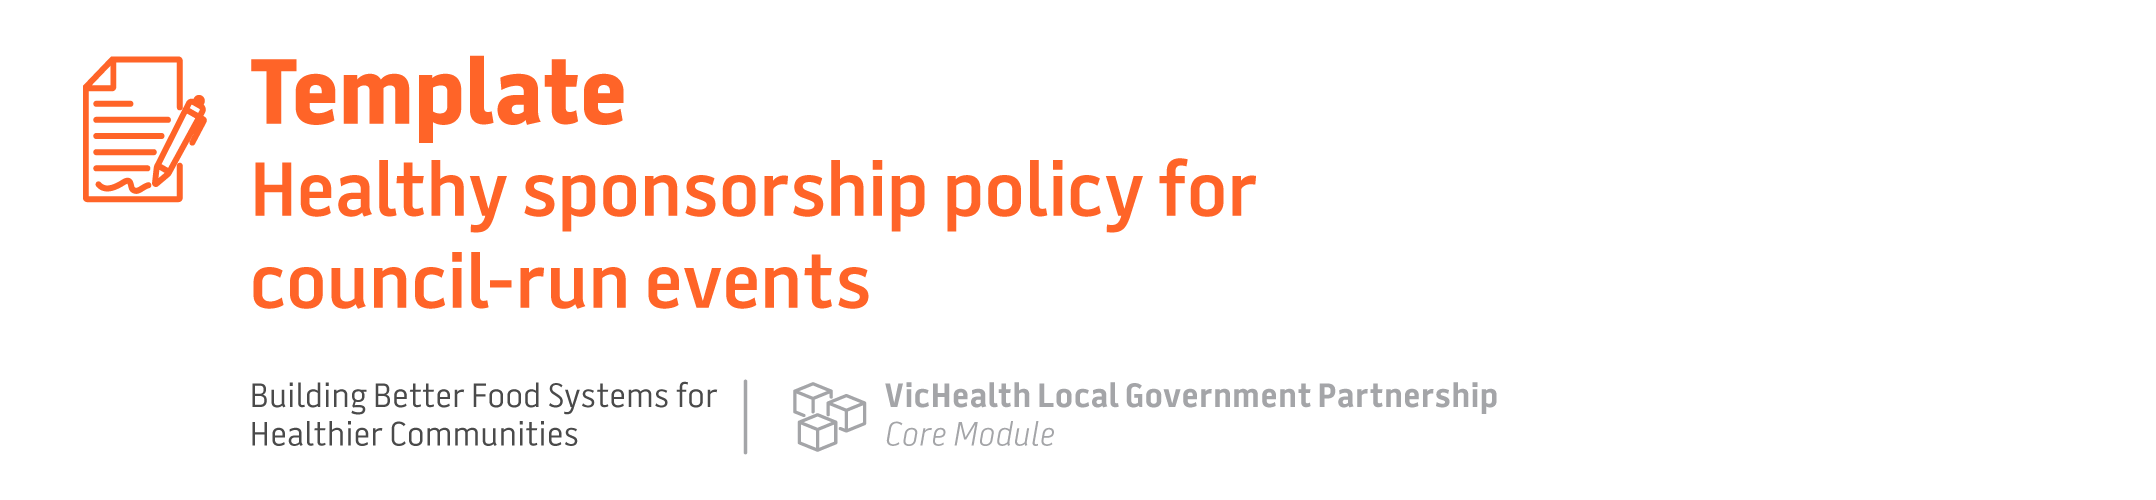 Template
Healthy sponsorship policy for
council-run events
Building Better Food Systems for
Healthier Communities
VicHealth Local Government Partnership
Core Module